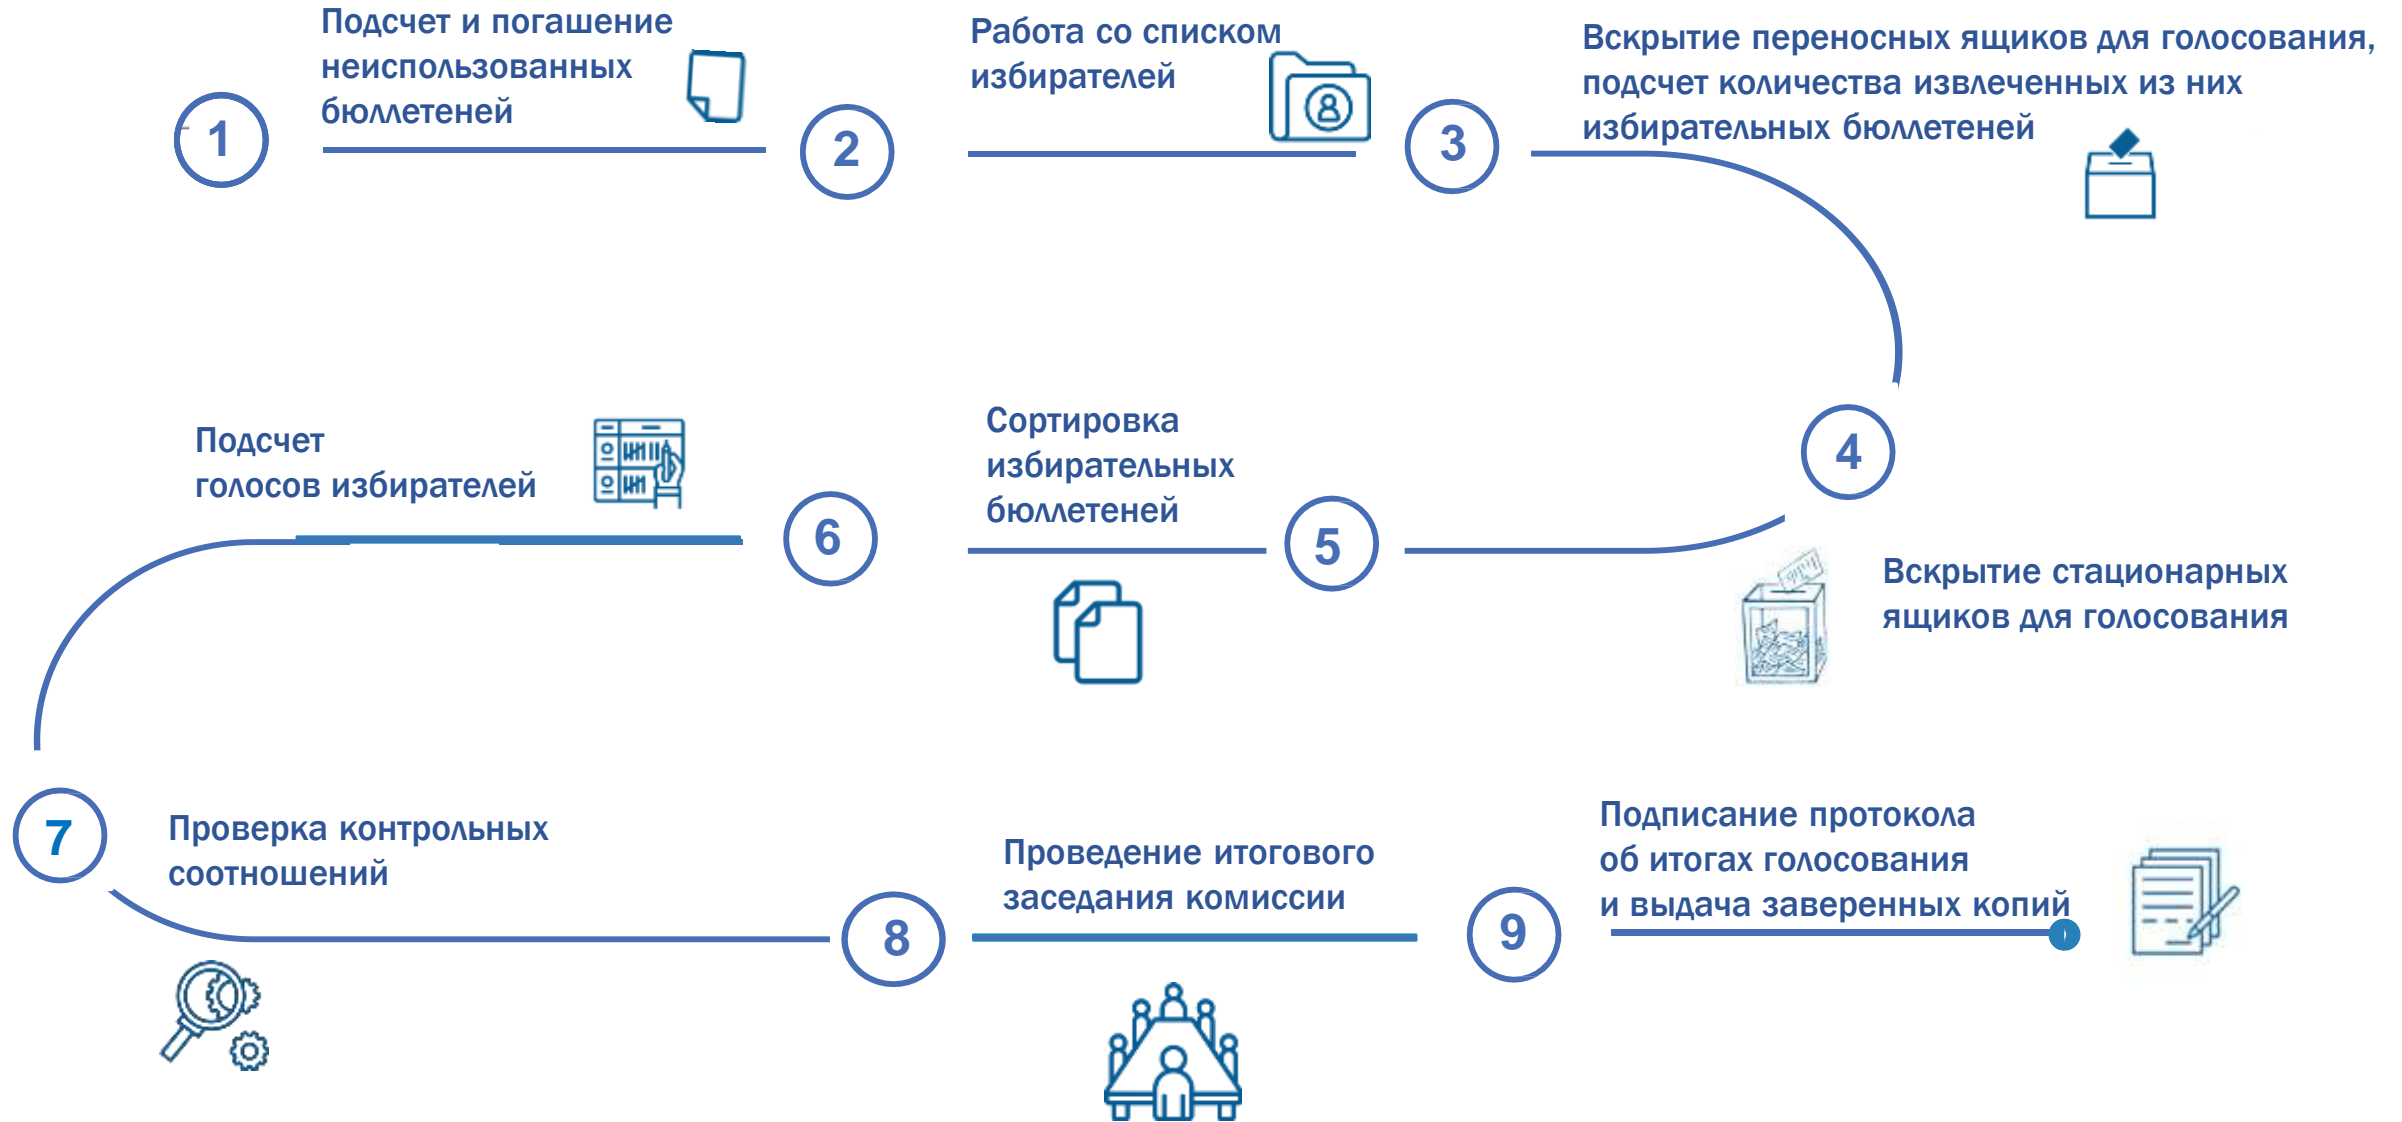 1
Подсчет и погашение
неиспользованных
бюллетеней
2
Работа со списком
избирателей
3
Вскрытие переносных ящиков для голосования,
подсчет количества извлеченных из них
избирательных бюллетеней
4
Вскрытие стационарных
ящиков для голосования
5
Сортировка
избирательных
бюллетеней
6
Подсчет
голосов избирателей
7
Проверка контрольных
соотношений
8
Проведение итогового
заседания комиссии
9
Подписание протокола
об итогах голосования
и выдача заверенных копий